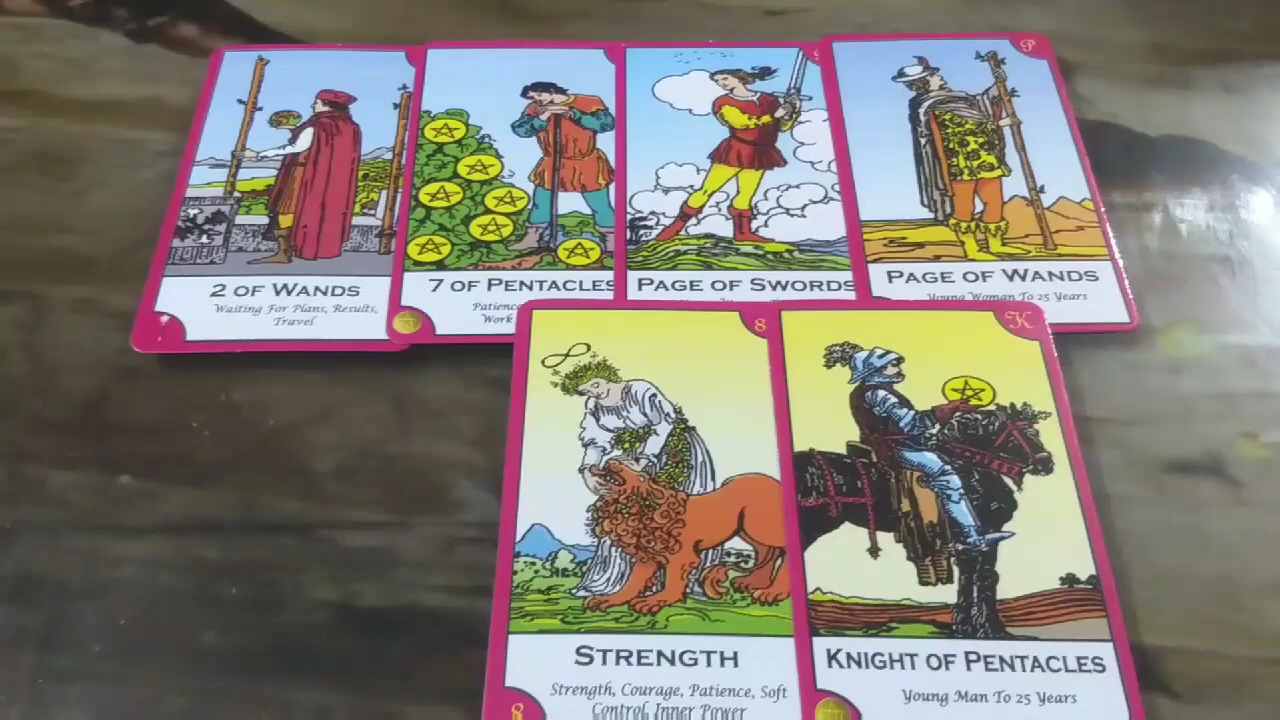 P
2 OF WANDS
Waiting For Plans, Results,
Travel
7 OF PENTACLES
Work
PAGE OF SWORDS
PAGE OF WANDS
Young Woman To 25 Years
8
K
STRENGTH
Strength, Courage, Patience, Soft
Control, Inner Power
8
KNIGHT OF PENTACLES
Young Man To 25 Years